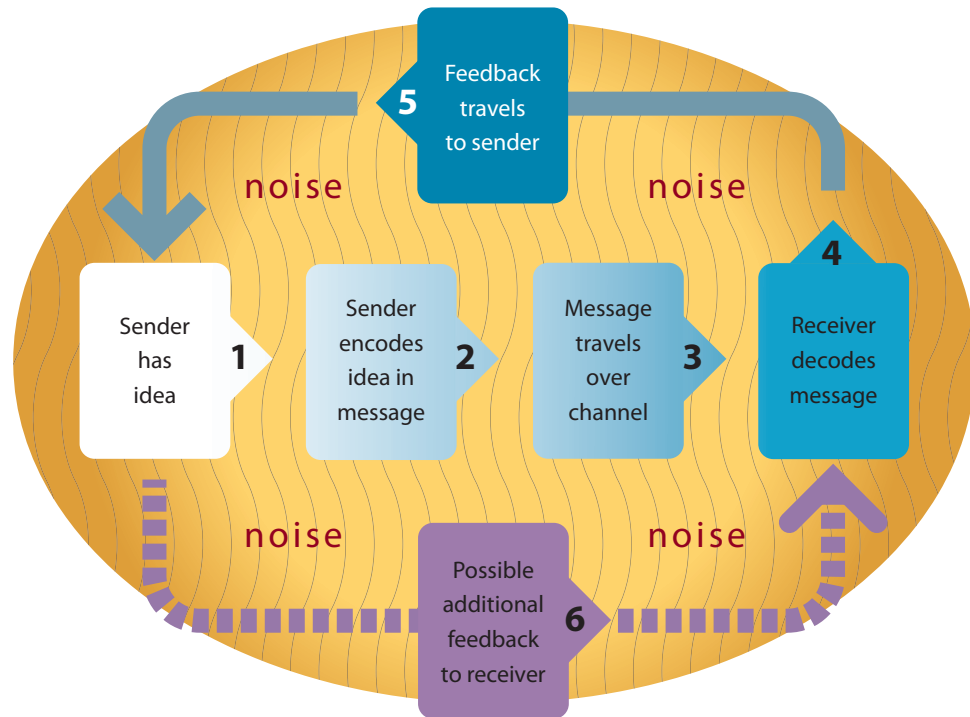 Feedback
travels
to sender
5
noise
noise
Sender
has
idea
1
Sender
encodes
idea in
message
2
Message
travels
over
channel
3
Receiver
decodes
message
4
noise
noise
Possible
additional
feedback
to receiver
6